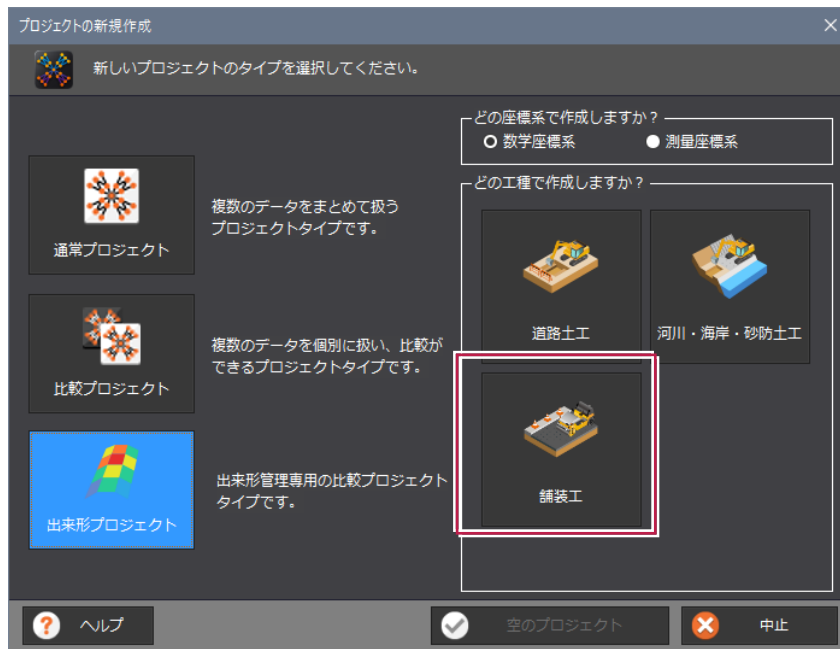 プロジェクトの新規作成
新しいプロジェクトのタイプを選択してください。
通常プロジェクト
複数のデータをまとめて扱う
プロジェクトタイプです。
比較プロジェクト
複数のデータを個別に扱い、比較が
できるプロジェクトタイプです。
出来形プロジェクト
出来形管理専用の比較プロジェクト
タイプです。
どの座標系で作成しますか？
数学座標系
測量座標系
どの工種で作成しますか？
道路土工
河川・海岸・砂防土工
舗装工
ヘルプ
空のプロジェクト
中止